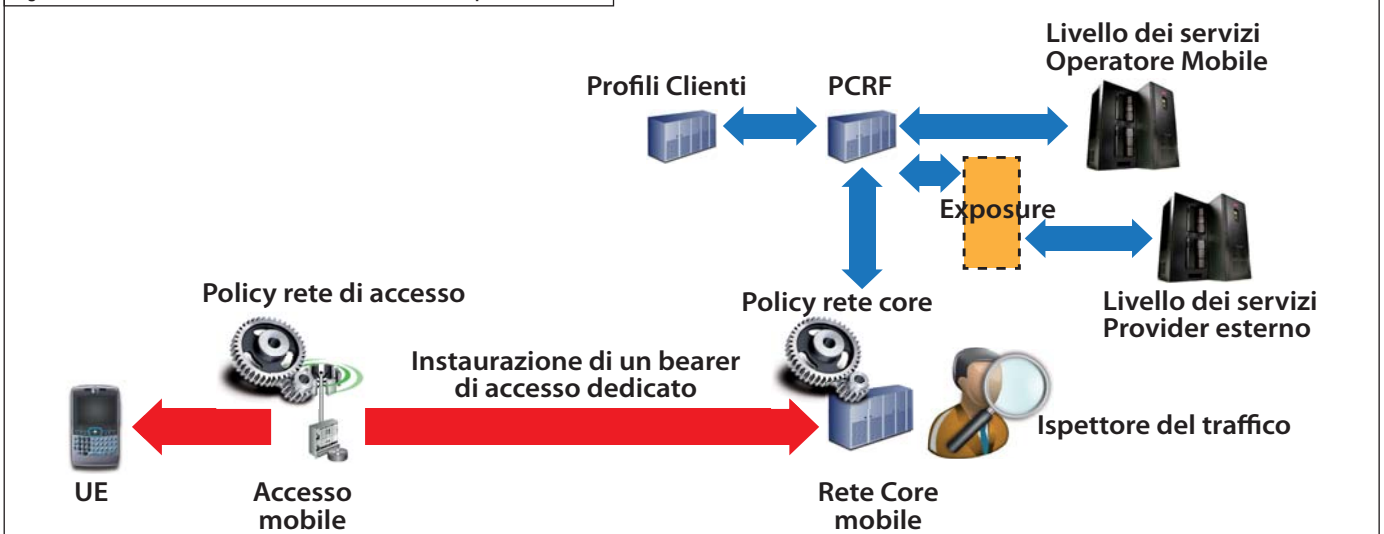 Livello dei servizi
Operatore Mobile
Profili Clienti
PCRF
Exposure
Policy rete di accesso
Policy rete core
Livello dei servizi
Provider esterno
Instaurazione di un bearer
di accesso dedicato
Ispettore del traffico
UE
Accesso
mobile
Rete Core
mobile